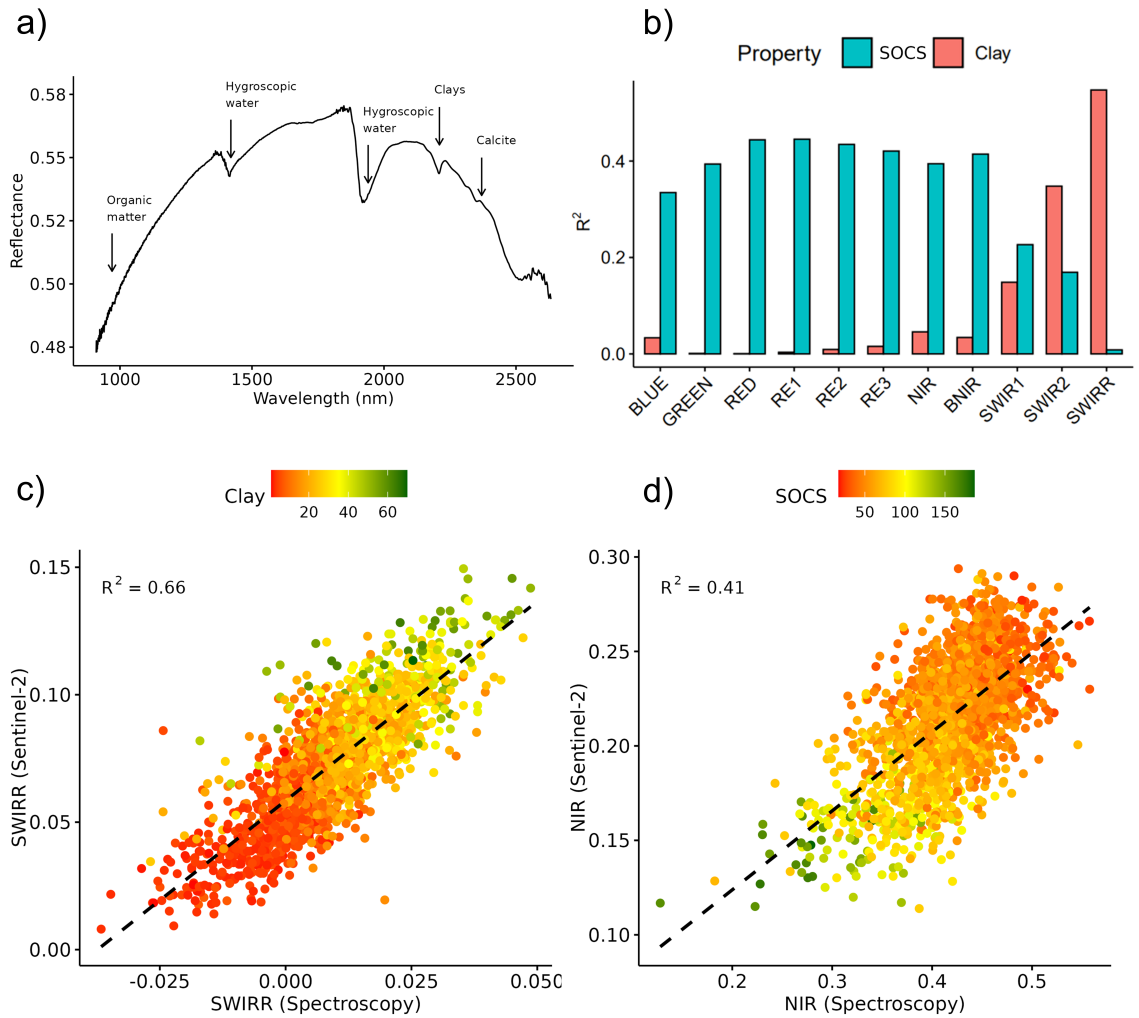 a)
Hygroscopic
water
Hygroscopic
water
Clays
Calcite
Organic
matter
0.58
0.55
0.52
0.50
0.48
Reflectance
1000
1500
2000
2500
Wavelength (nm)
b)
Property SOCS Clay
0.4
0.2
0.0
R²
BLUE
GREEN
RED
RE1
RE2
RE3
NIR
BNIR
SWIR1
SWIR2
SWIRR
c)
Clay
20 40 60
R² = 0.66
0.15
0.10
0.05
0.00
SWIRR (Sentinel-2)
-0.025
0.000
0.025
0.050
SWIRR (Spectroscopy)
d)
SOCS
50 100 150
R² = 0.41
0.30
0.25
0.20
0.15
0.10
NIR (Sentinel-2)
0.2
0.3
0.4
0.5
NIR (Spectroscopy)